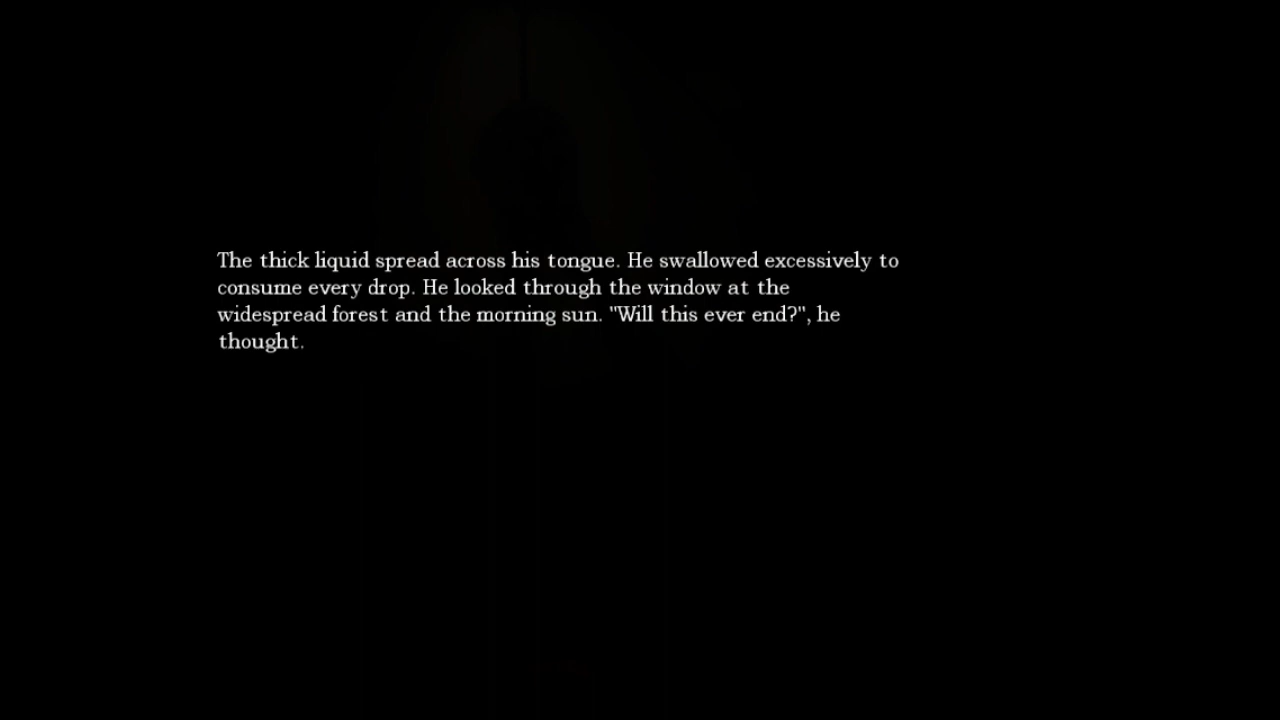 The thick liquid spread across his tongue. He swallowed excessively to
consume every drop. He looked through the window at the
widespread forest and the morning sun. "Will this ever end?", he
thought.